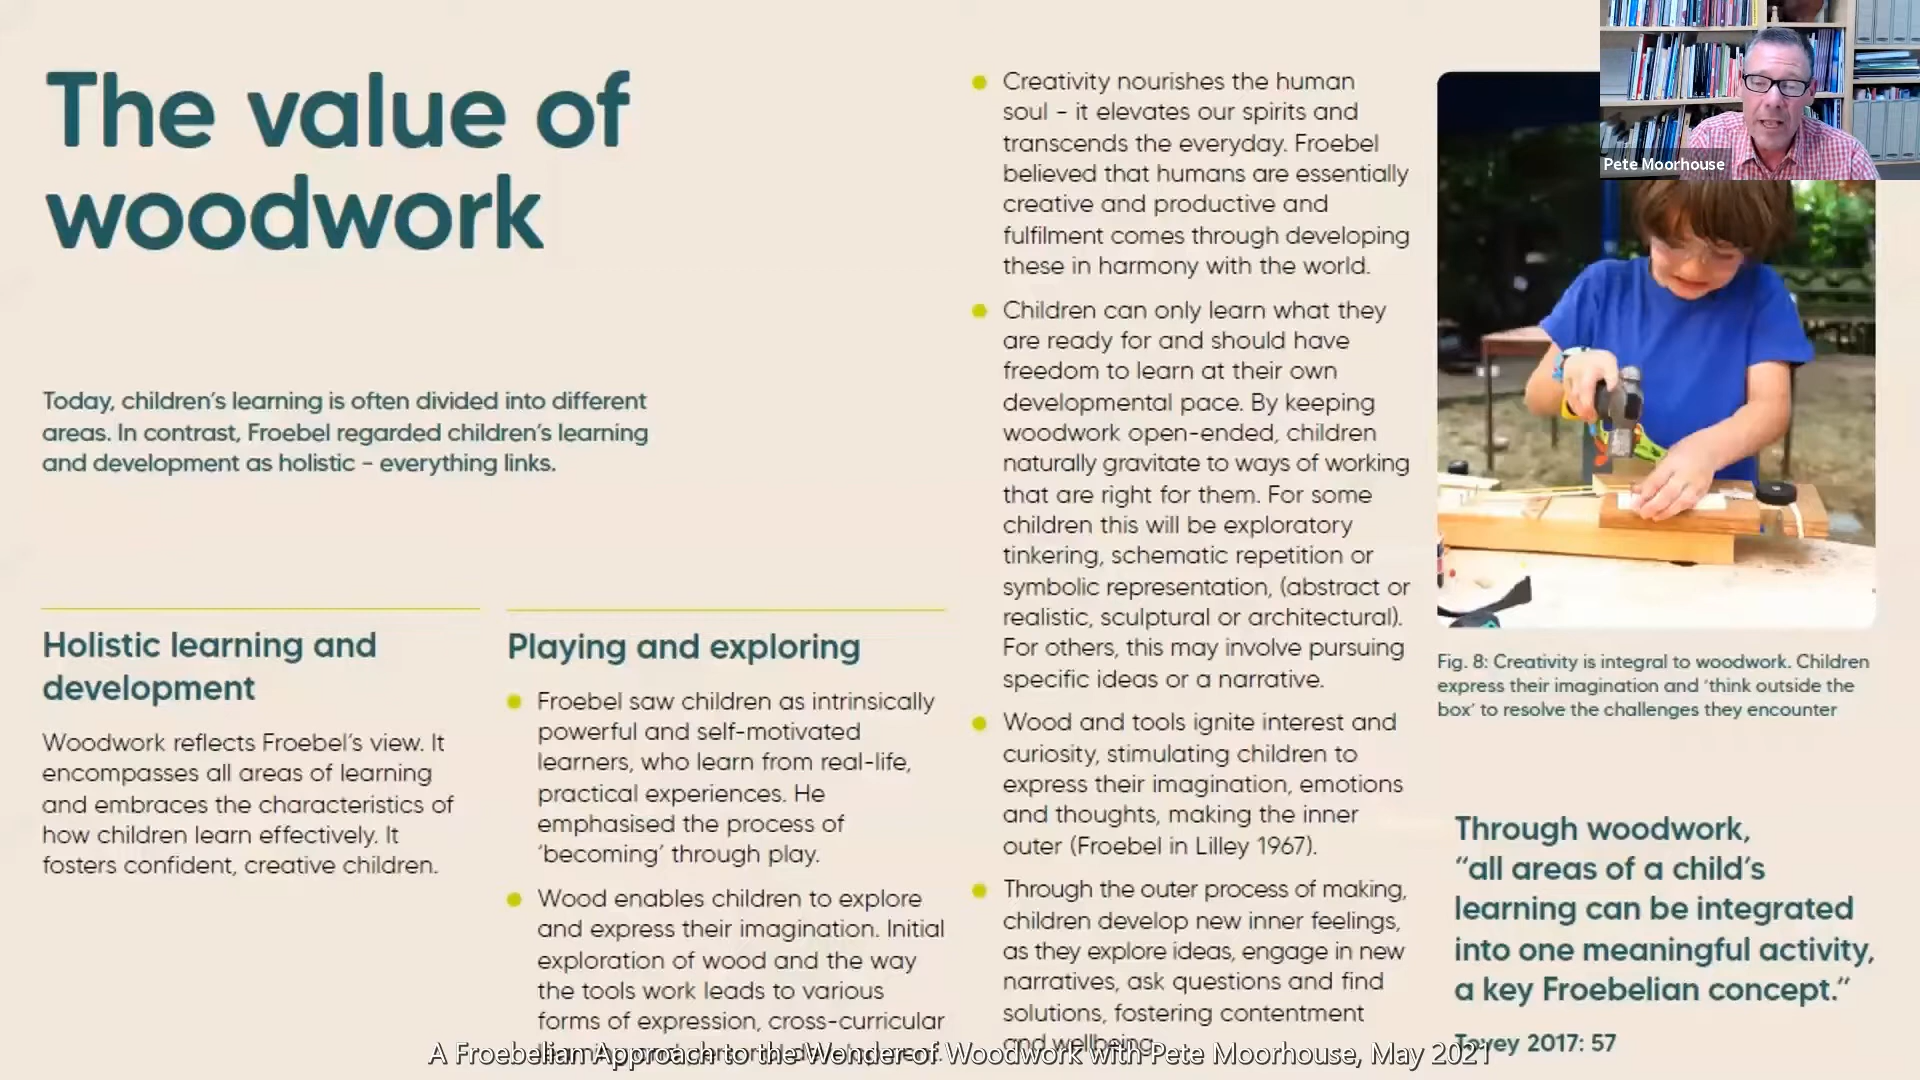 The value of
woodwork
Today, children's learning is often divided into different
areas. In contrast, Froebel regarded children's learning
and development as holistic – everything links.
Holistic learning and
development
Woodwork reflects Froebel's view. It
encompasses all areas of learning
and embraces the characteristics of
how children learn effectively. It
fosters confident, creative children.
Playing and exploring
Froebel saw children as intrinsically
powerful and self-motivated
learners, who learn from real-life,
practical experiences. He
emphasised the process of
'becoming' through play.
Wood enables children to explore
and express their imagination. Initial
exploration of wood and the way
the tools work leads to various
forms of expression, cross-curricular
Creativity nourishes the human
soul – it elevates our spirits and
transcends the everyday. Froebel
believed that humans are essentially
creative and productive and
fulfilment comes through developing
these in harmony with the world.
Children can only learn what they
are ready for and should have
freedom to learn at their own
developmental pace. By keeping
woodwork open-ended, children
naturally gravitate to ways of working
that are right for them. For some
children this will be exploratory
tinkering, schematic repetition or
symbolic representation, (abstract or
realistic, sculptural or architectural).
For others, this may involve pursuing
specific ideas or a narrative.
Wood and tools ignite interest and
curiosity, stimulating children to
express their imagination, emotions
and thoughts, making the inner
outer (Froebel in Lilley 1967).
Through the outer process of making,
children develop new inner feelings,
as they explore ideas, engage in new
narratives, ask questions and find
solutions, fostering contentment
and wellbeing.
Pete Moorhouse
Fig. 8: Creativity is integral to woodwork. Children
express their imagination and 'think outside the
box' to resolve the challenges they encounter
Through woodwork,
“all areas of a child's
learning can be integrated
into one meaningful activity,
a key Froebelian concept.”
Tovey 2017: 57
A Froebelian Approach to the Wonder of Woodwork with Pete Moorhouse, May 2021